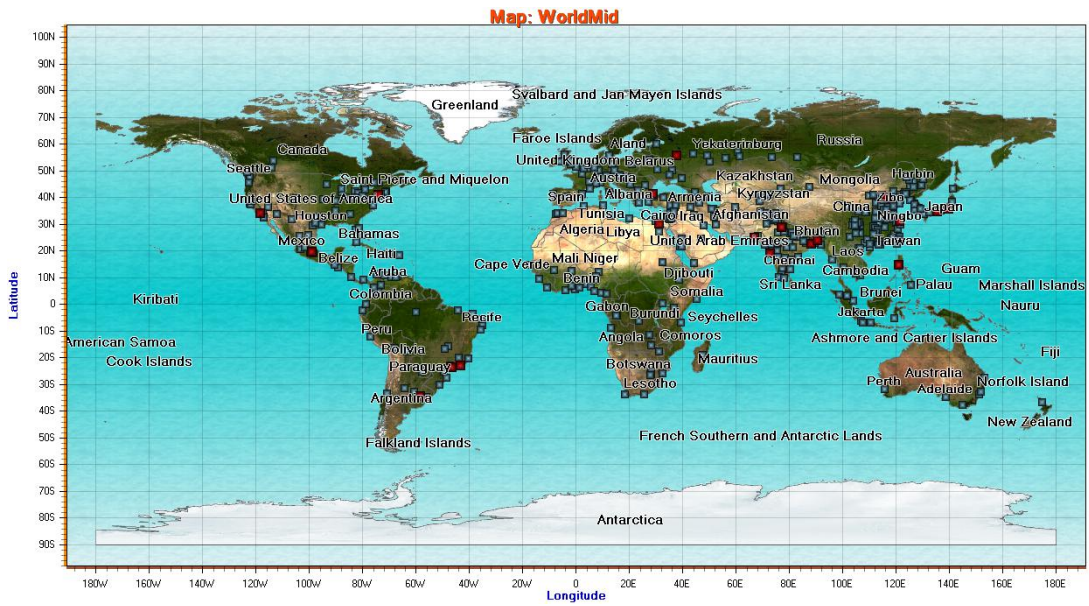 Map: WorldMid
100N
90N
80N
70N
60N
50N
40N
30N
20N
10N
0
10S
20S
30S
40S
50S
60S
70S
80S
90S
Latitude
Svalbard and Jan Mayen Islands
Greenland
Faroe Islands
Aland
Yekaterinburg
Russia
Canada
United Kingdom
Belarus
Seattle
Saint Pierre and Miquelon
Austria
Kazakhstan
Mongolia
Harbin
United States of America
Spain
Albania
Armenia
Kyrgyzstan
Zibo
Houston
Tunisia
Cairo
Iraq
Afghanistan
China
Ningbo
Japan
Mexico
Bahamas
Algeria
Libya
United Arab Emirates
Bhutan
Taiwan
Belize
Haiti
Cape Verde
Mali
Niger
Chennai
Laos
Aruba
Benin
Djibouti
Sri Lanka
Cambodia
Guam
Palau
Marshall Islands
Kiribati
Colombia
Gabon
Burundi
Somalia
Seychelles
Brunei
Nauru
Jakarta
Peru
Recife
American Samoa
Angola
Comoros
Ashmore and Cartier Islands
Cook Islands
Bolivia
Mauritius
Fiji
Paraguay
Botswana
Lesotho
Australia
Perth
Adelaide
Norfolk Island
Argentina
New Zealand
Falkland Islands
French Southern and Antarctic Lands
Antarctica
180W 160W 140W 120W 100W 80W 60W 40W 20W 0 20E 40E 60E 80E 100E 120E 140E 160E 180E
Longitude